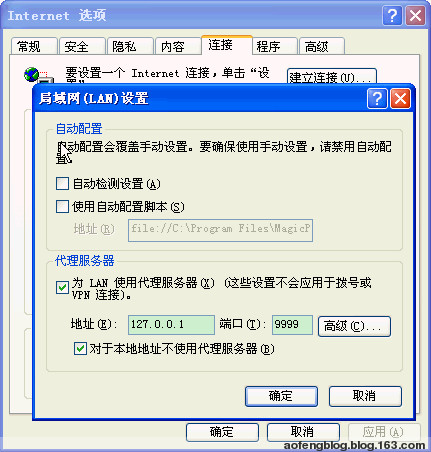 Internet 选项
常规 安全 隐私 内容 连接 程序 高级
要设置一个 Internet 连接，单击“设
建立连接(U)...
局域网(LAN)设置
自动配置
自动配置会覆盖手动设置。要确保使用手动设置，请禁用自动配
置。
自动检测设置(A)
使用自动配置脚本(S)
地址(R) file://C:\Program Files\MagicP
代理服务器
为 LAN 使用代理服务器(X) (这些设置不会应用于拨号或
VPN 连接)。
地址(E): 127.0.0.1 端口(T): 9999 高级(C)...
对于本地地址不使用代理服务器(B)
确定 取消
确定 取消 应用(A)
aofengblog.blog.163.com